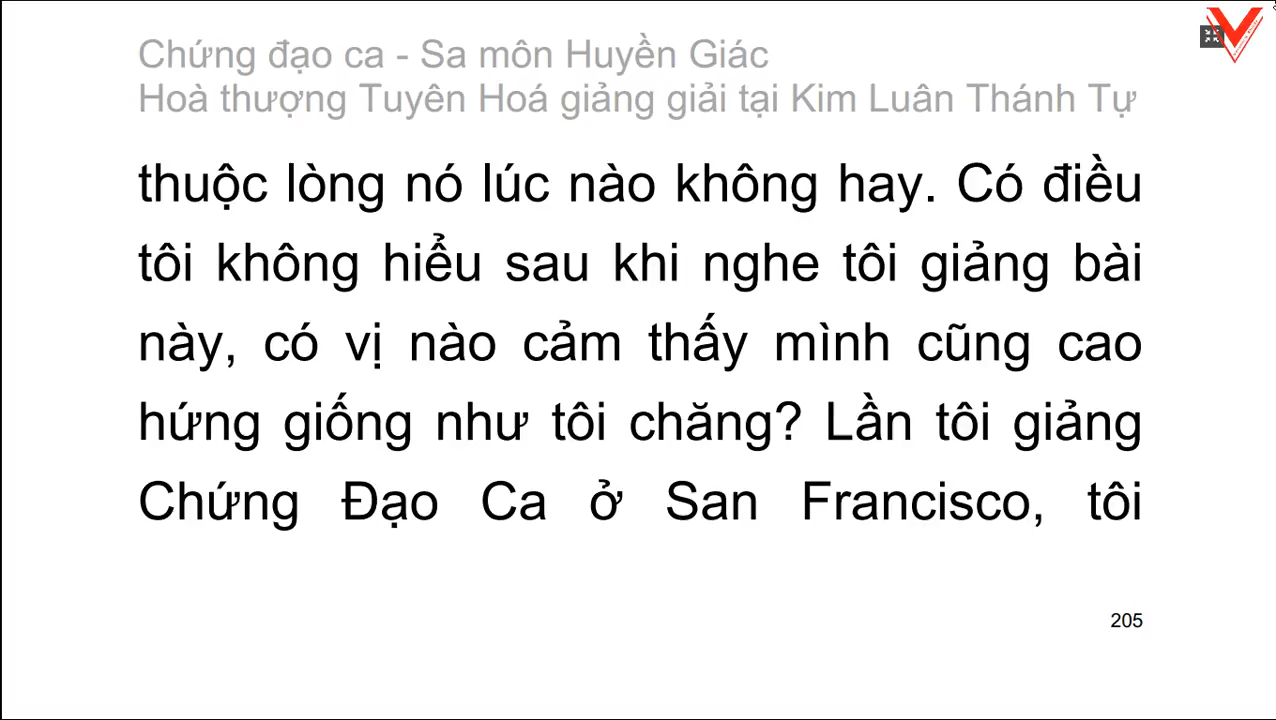 Chứng đạo ca - Sa môn Huyền Giác
Hoà thượng Tuyên Hoá giảng giải tại Kim Luân Thánh Tự
thuộc lòng nó lúc nào không hay. Có điều
tôi không hiểu sau khi nghe tôi giảng bài
này, có vị nào cảm thấy mình cũng cao
hứng giống như tôi chăng? Lần tôi giảng
Chứng Đạo Ca ở San Francisco, tôi
205